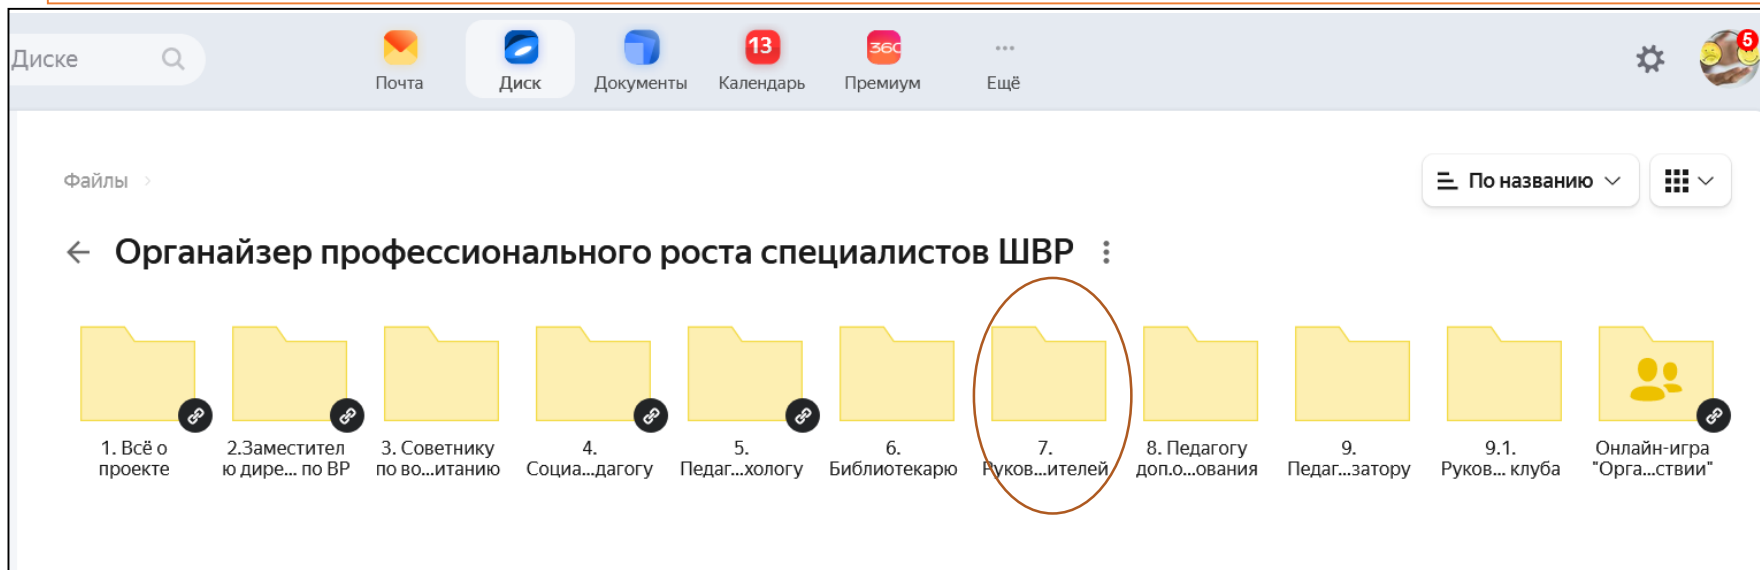 Диске
13
360
5
Почта
Диск
Документы
Календарь
Премиум
Ещё
Файлы
По названию
Органайзер профессионального роста специалистов ШВР
1. Всё о
проекте
2.Заместител
ю дире... по ВР
3. Советнику
по во...итанию
4.
Социа...дагогу
5.
Педаг...хологу
6.
Библиотекарю
7.
Руков...ителей
8. Педагогу
доп.о...ования
9.
Педаг...затору
9.1.
Руков... клуба
Онлайн-игра
"Орга...ствии"